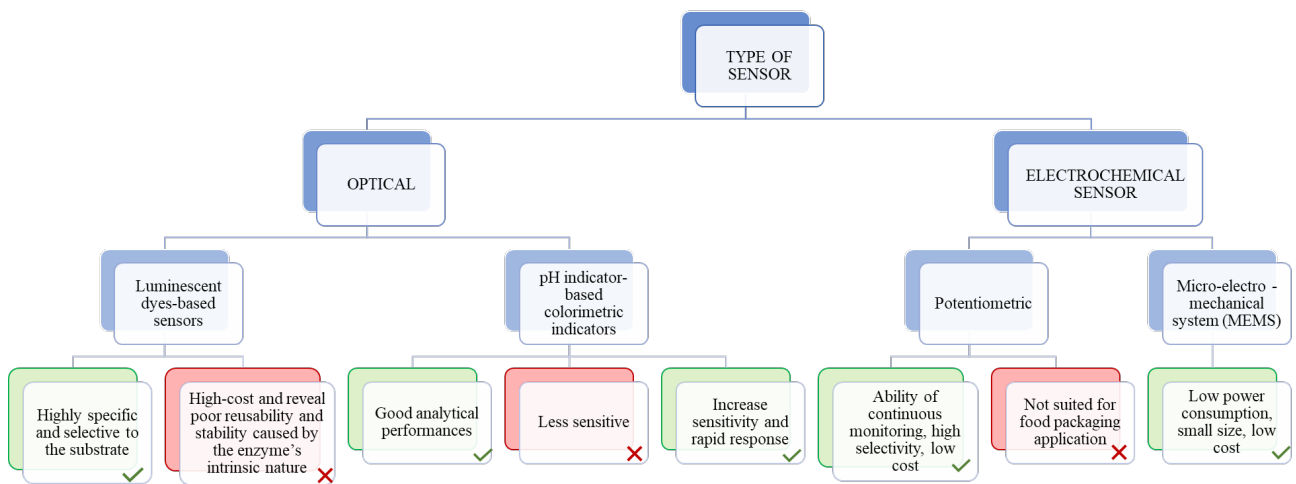 TYPE OF
SENSOR
OPTICAL
ELECTROCHEMICAL
SENSOR
Luminescent
dyes-based
sensors
pH indicator-
based
colorimetric
indicators
Potentiometric
Micro-electro -
mechanical
system (MEMS)
Highly specific
and selective to
the substrate
High-cost and reveal
poor reusability and
stability caused by
the enzyme's
intrinsic nature
Good analytical
performances
Less sensitive
Increase
sensitivity and
rapid response
Ability of
continuous
monitoring, high
selectivity, low
cost
Not suited for
food packaging
application
Low power
consumption,
small size, low
cost